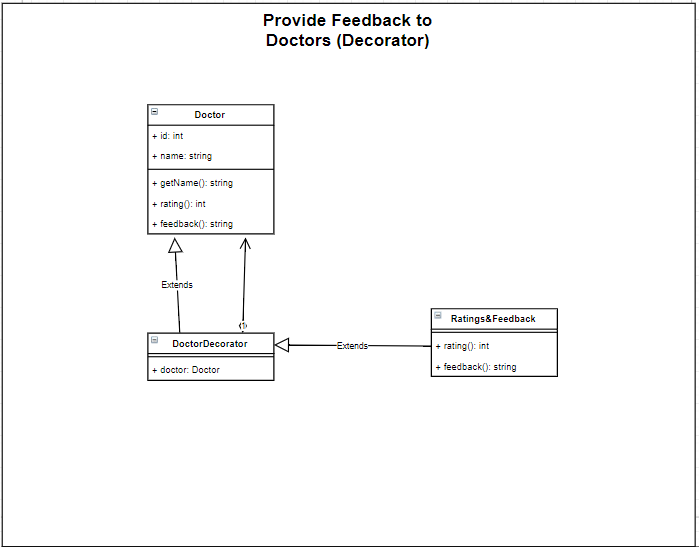 Provide Feedback to
Doctors (Decorator)
Doctor
+ id: int
+ name: string
+ getName(): string
+ rating(): int
+ feedback(): string
Extends
1
DoctorDecorator
+ doctor: Doctor
Extends
Ratings&Feedback
+ rating(): int
+ feedback(): string